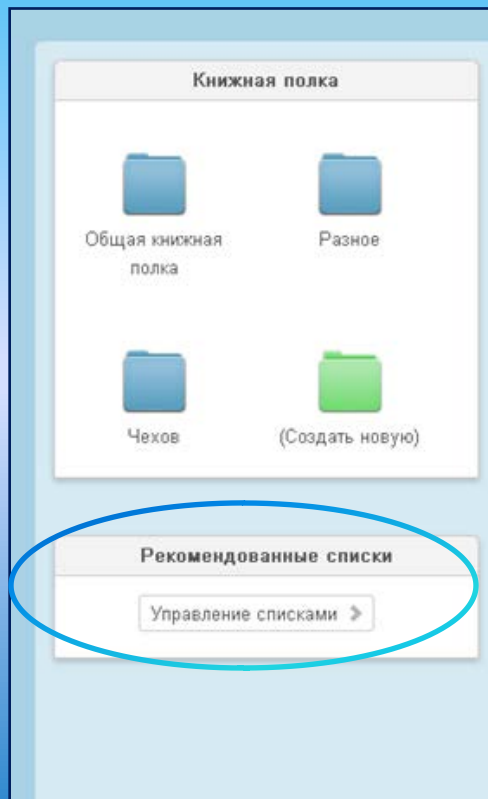 Книжная полка
Общая книжная
полка
Разное
Чехов
(Создать новую)
Рекомендованные списки
Управление списками